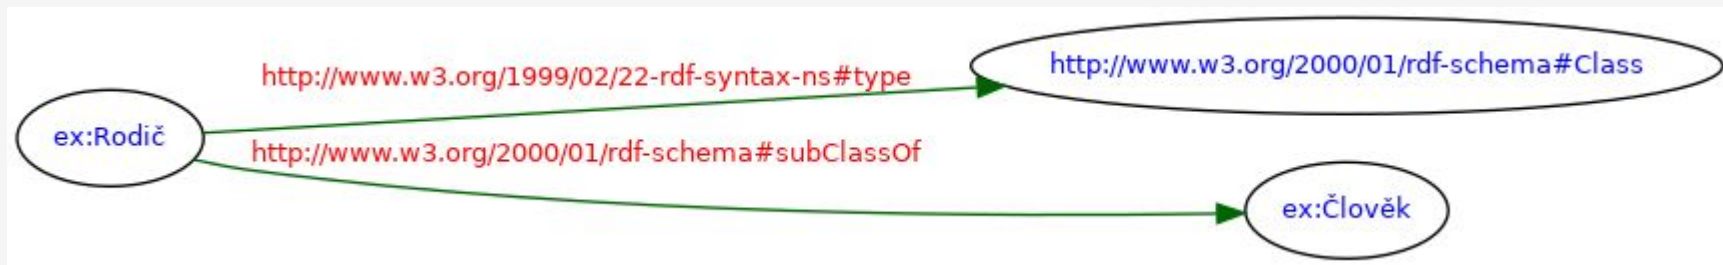 http://www.w3.org/2000/01/rdf-schema#Class
http://www.w3.org/1999/02/22-rdf-syntax-ns#type
ex:Rodič
http://www.w3.org/2000/01/rdf-schema#subClassOf
ex:Člověk